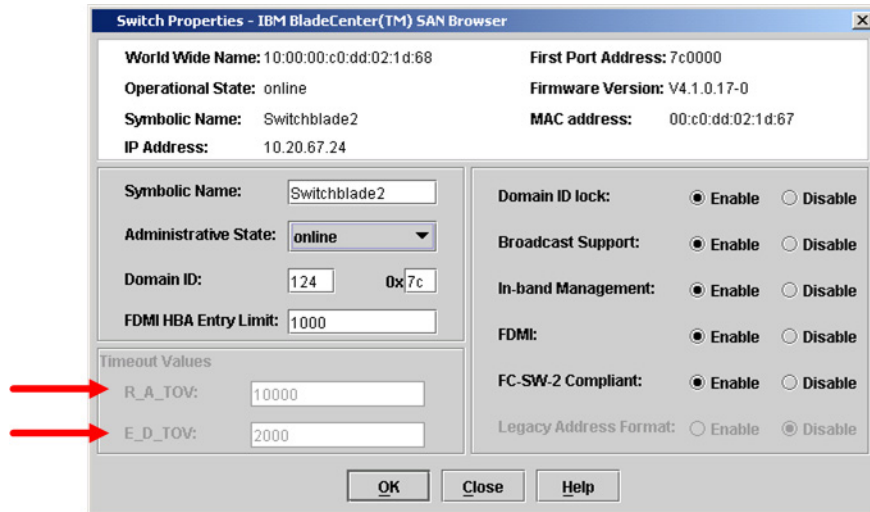 Switch Properties - IBM BladeCenter(TM) SAN Browser
World Wide Name: 10:00:00:c0:dd:02:1d:68
First Port Address: 7c0000
Operational State: online
Firmware Version: V4.1.0.17-0
Symbolic Name: Switchblade2
MAC address: 00:c0:dd:02:1d:67
IP Address: 10.20.67.24
Symbolic Name: Switchblade2
Administrative State: online
Domain ID: 124 0x 7c
FDMI HBA Entry Limit: 1000
Timeout Values
R_A_TOV: 10000
E_D_TOV: 2000
Domain ID lock: Enable Disable
Broadcast Support: Enable Disable
In-band Management: Enable Disable
FDMI: Enable Disable
FC-SW-2 Compliant: Enable Disable
Legacy Address Format: Enable Disable
OK Close Help